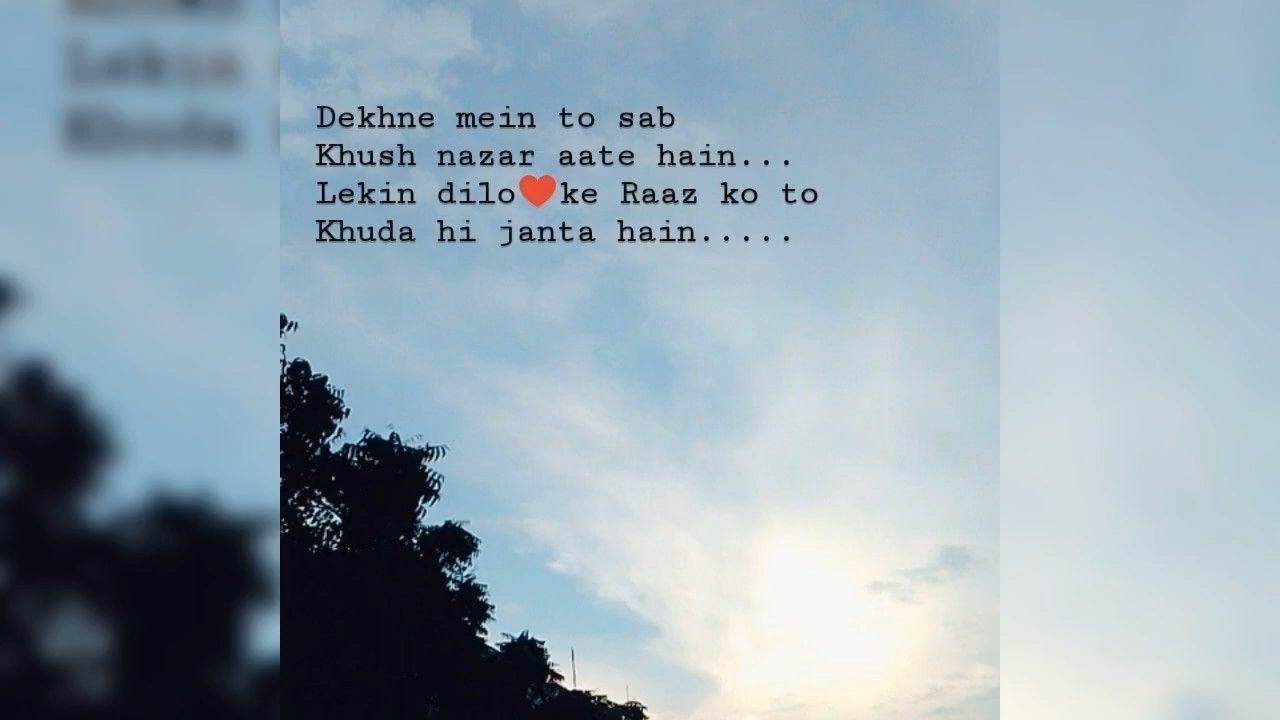 Dekhne mein to sab
Khush nazar aate hain...
Lekin dilo❤️ke Raaz ko to
Khuda hi janta hain.....